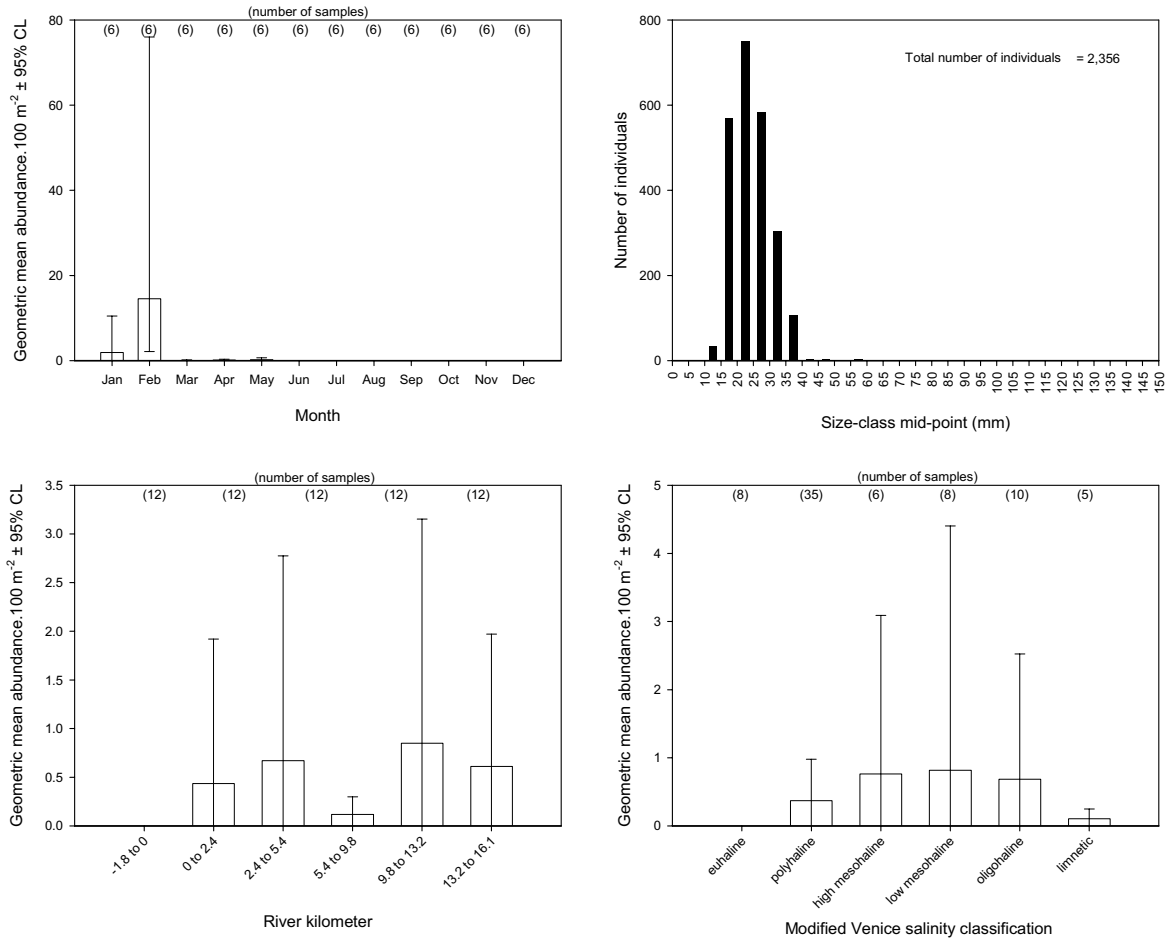 (number of samples)
(6) (6) (6) (6) (6) (6) (6) (6) (6) (6) (6) (6)
Geometric mean abundance.100 m⁻² ± 95% CL
80
60
40
20
0
Jan Feb Mar Apr May Jun Jul Aug Sep Oct Nov Dec
Month
Total number of individuals = 2,356
Number of individuals
800
600
400
200
0
0 5 10 15 20 25 30 35 40 45 50 55 60 65 70 75 80 85 90 95 100 105 110 115 120 125 130 135 140 145 150
Size-class mid-point (mm)
(number of samples)
(12) (12) (12) (12) (12)
Geometric mean abundance.100 m⁻² ± 95% CL
3.5
3.0
2.5
2.0
1.5
1.0
0.5
0.0
-1.8 to 0 0 to 2.4 2.4 to 5.4 5.4 to 9.8 9.8 to 13.2 13.2 to 16.1
River kilometer
(number of samples)
(8) (35) (6) (8) (10) (5)
Geometric mean abundance.100 m⁻² ± 95% CL
5
4
3
2
1
0
euhaline polyhaline high mesohaline low mesohaline oligohaline limnetic
Modified Venice salinity classification